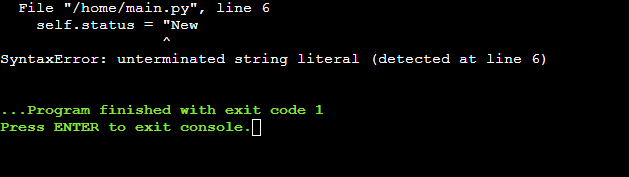 File "/home/main.py", line 6
self.status = "New
^
SyntaxError: unterminated string literal (detected at line 6)
...Program finished with exit code 1
Press ENTER to exit console.